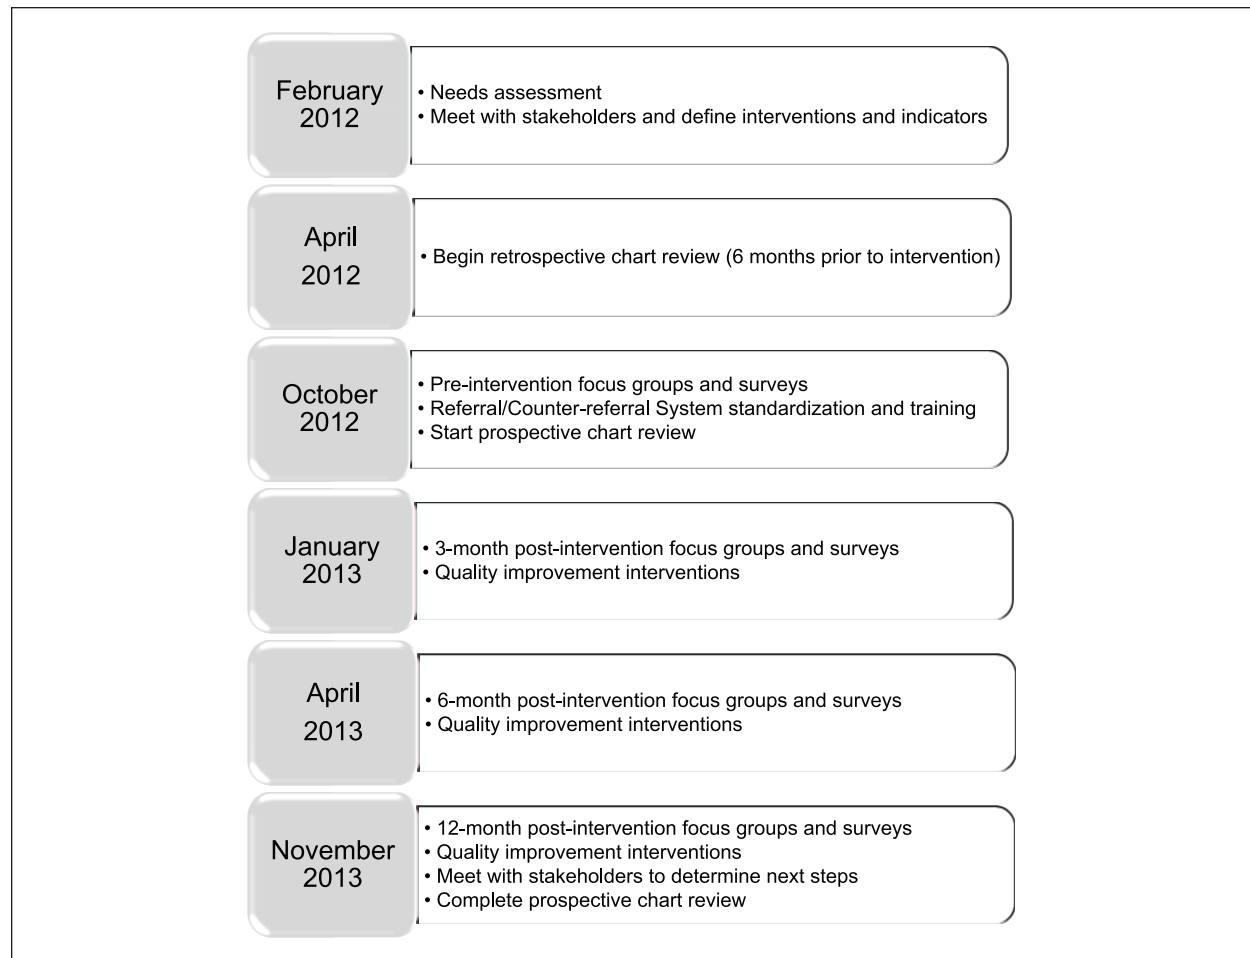 February
2012
• Needs assessment
• Meet with stakeholders and define interventions and indicators
April
2012
• Begin retrospective chart review (6 months prior to intervention)
October
2012
• Pre-intervention focus groups and surveys
• Referral/Counter-referral System standardization and training
• Start prospective chart review
January
2013
• 3-month post-intervention focus groups and surveys
• Quality improvement interventions
April
2013
• 6-month post-intervention focus groups and surveys
• Quality improvement interventions
November
2013
• 12-month post-intervention focus groups and surveys
• Quality improvement interventions
• Meet with stakeholders to determine next steps
• Complete prospective chart review